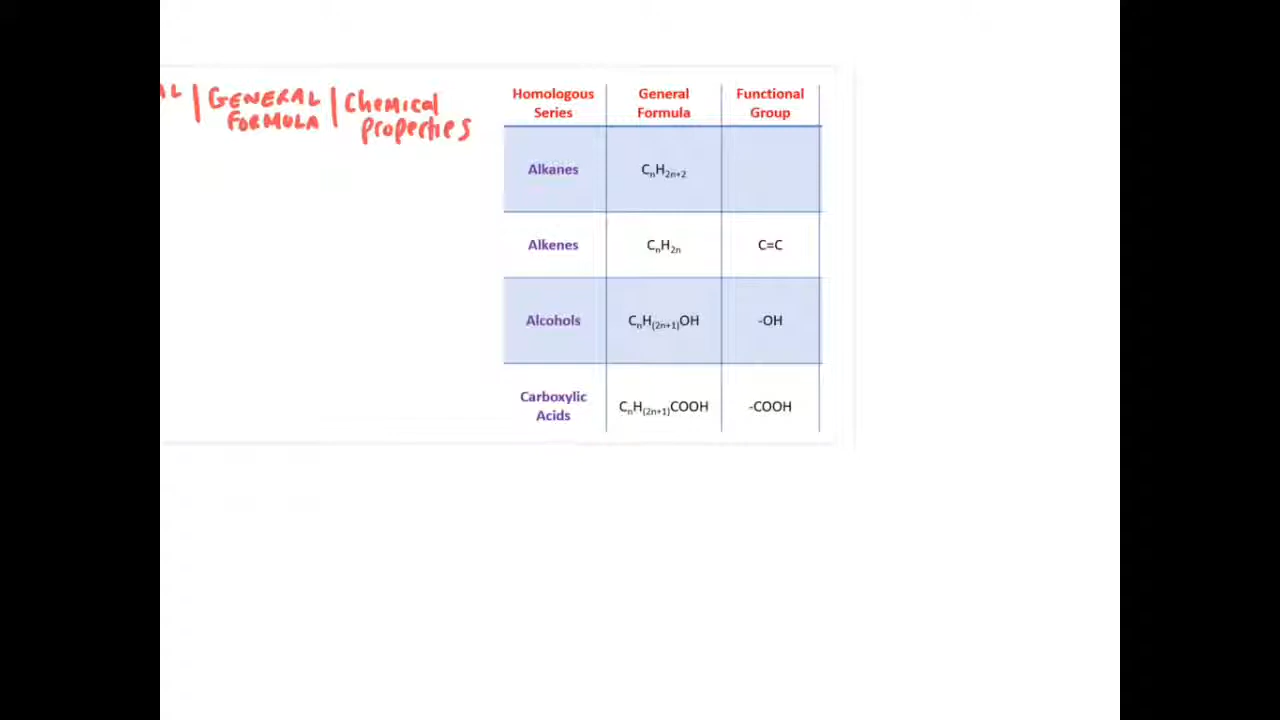 GENERAL | Chemical
FORMULA | properties
Homologous Series | General Formula | Functional Group
Alkanes | CₙH₂ₙ₊₂
Alkenes | CₙH₂ₙ | C=C
Alcohols | CₙH₍₂ₙ₊₁₎OH | -OH
Carboxylic Acids | CₙH₍₂ₙ₊₁₎COOH | -COOH